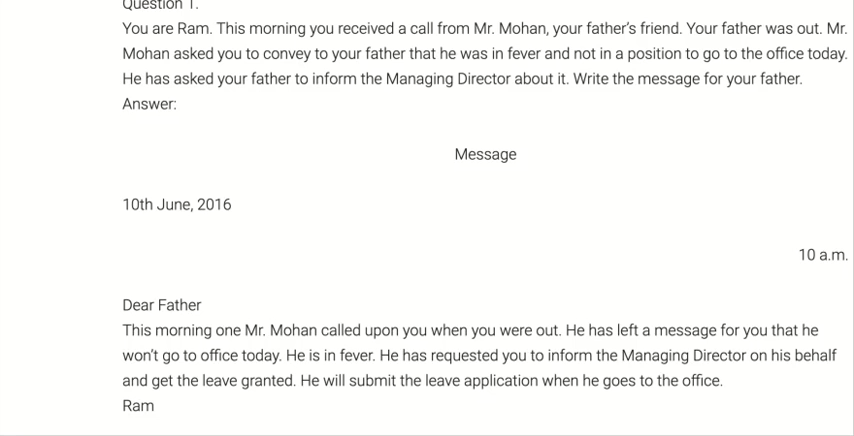 Question 1.
You are Ram. This morning you received a call from Mr. Mohan, your father’s friend. Your father was out. Mr.
Mohan asked you to convey to your father that he was in fever and not in a position to go to the office today.
He has asked your father to inform the Managing Director about it. Write the message for your father.
Answer:
Message
10th June, 2016
10 a.m.
Dear Father
This morning one Mr. Mohan called upon you when you were out. He has left a message for you that he
won’t go to office today. He is in fever. He has requested you to inform the Managing Director on his behalf
and get the leave granted. He will submit the leave application when he goes to the office.
Ram